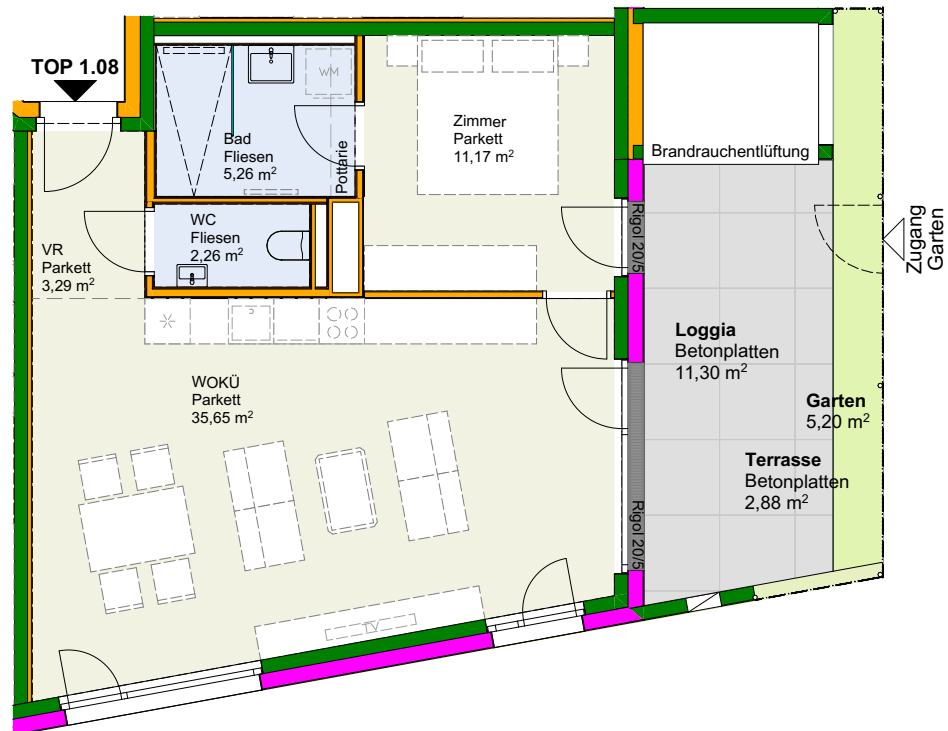 TOP 1.08
Bad
Fliesen
5,26 m²
WM
Pottarie
Zimmer
Parkett
11,17 m²
Brandrauchentlüftung
WC
Fliesen
2,26 m²
VR
Parkett
3,29 m²
Rigol 20/5
Zugang
Garten
WOKÜ
Parkett
35,65 m²
Loggia
Betonplatten
11,30 m²
Garten
5,20 m²
Terrasse
Betonplatten
2,88 m²
Rigol 20/5
TV